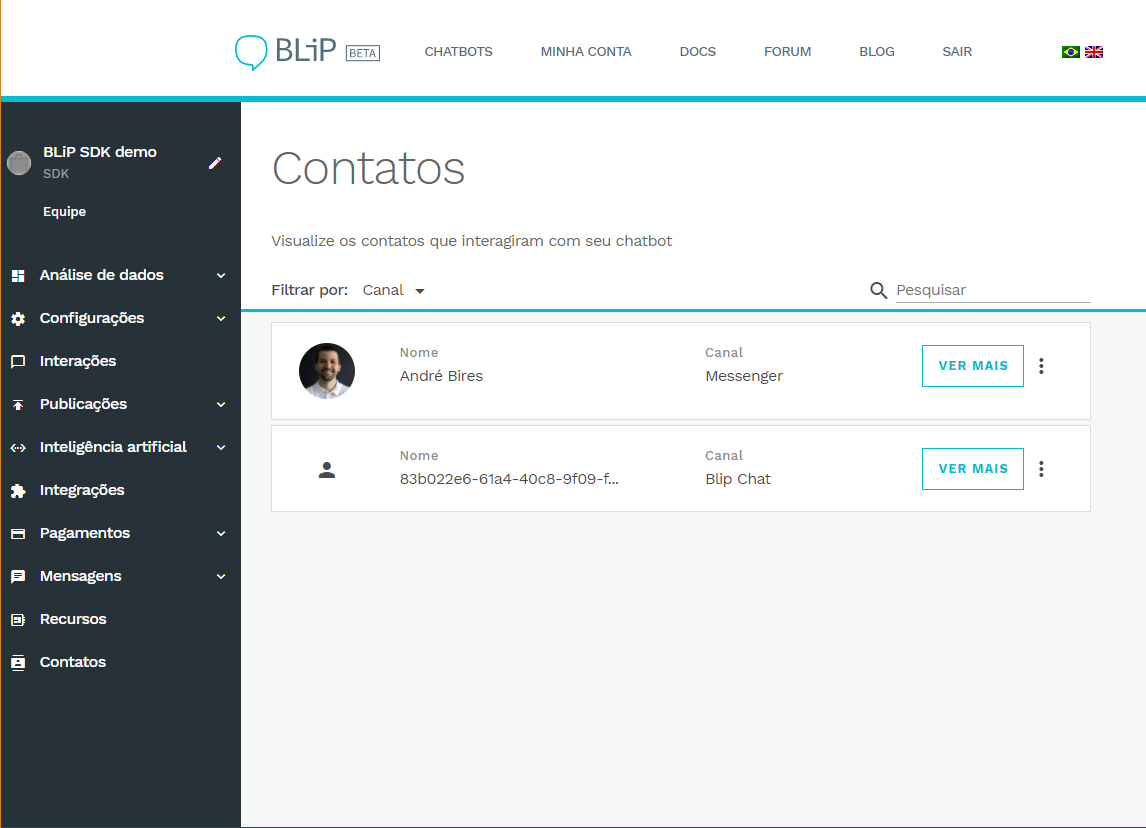 BLiP BETA CHATBOTS MINHA CONTA DOCS FORUM BLOG SAIR
BLiP SDK demo
SDK
Equipe
Análise de dados
Configurações
Interações
Publicações
Inteligência artificial
Integrações
Pagamentos
Mensagens
Recursos
Contatos
Contatos
Visualize os contatos que interagiram com seu chatbot
Filtrar por: Canal Pesquisar
Nome Canal
André Bires Messenger
VER MAIS
Nome Canal
83b022e6-61a4-40c8-9f09-f... Blip Chat
VER MAIS